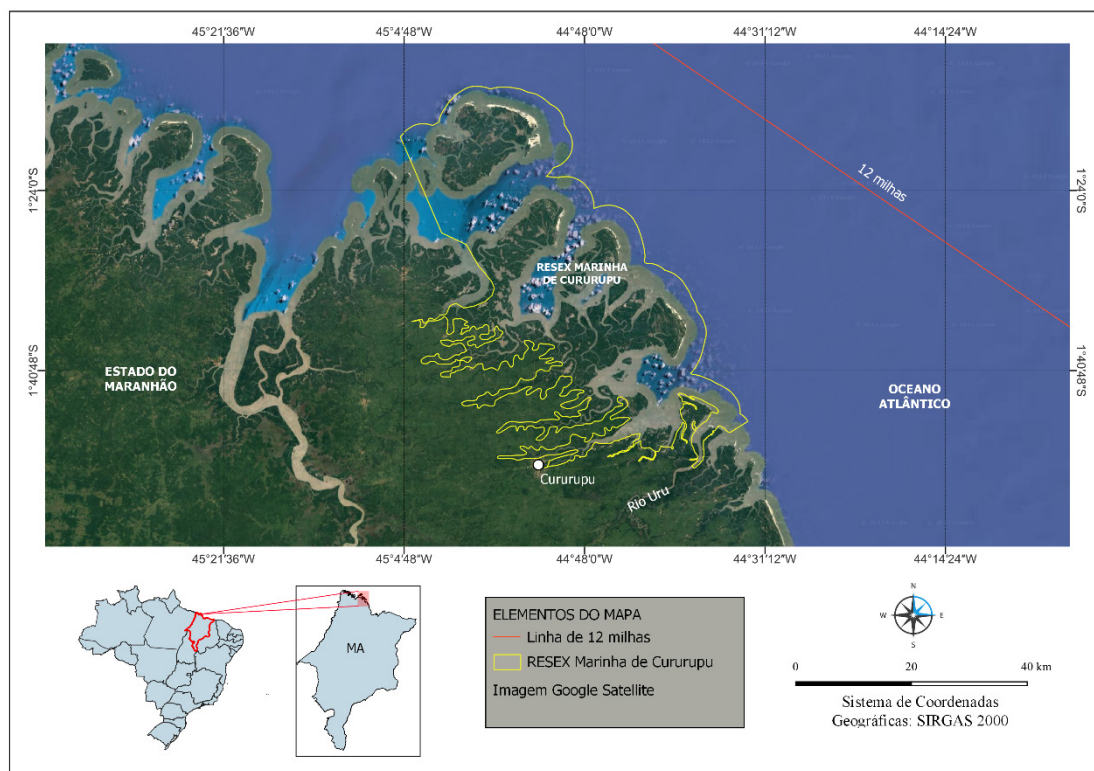 45°21'36"W 45°4'48"W 44°48'0"W 44°31'12"W 44°14'24"W
12 milhas
1°24'0"S 1°24'0"S
RESEX MARINHA
DE CURURUPU
1°40'48"S 1°40'48"S
ESTADO DO
MARANHÃO
OCEANO
ATLÂNTICO
Cururupu
Rio Uru
45°21'36"W 45°4'48"W 44°48'0"W 44°31'12"W 44°14'24"W
MA
ELEMENTOS DO MAPA
Linha de 12 milhas
RESEX Marinha de Cururupu
Imagem Google Satellite
N
W E
S
0 20 40 km
Sistema de Coordenadas
Geográficas: SIRGAS 2000